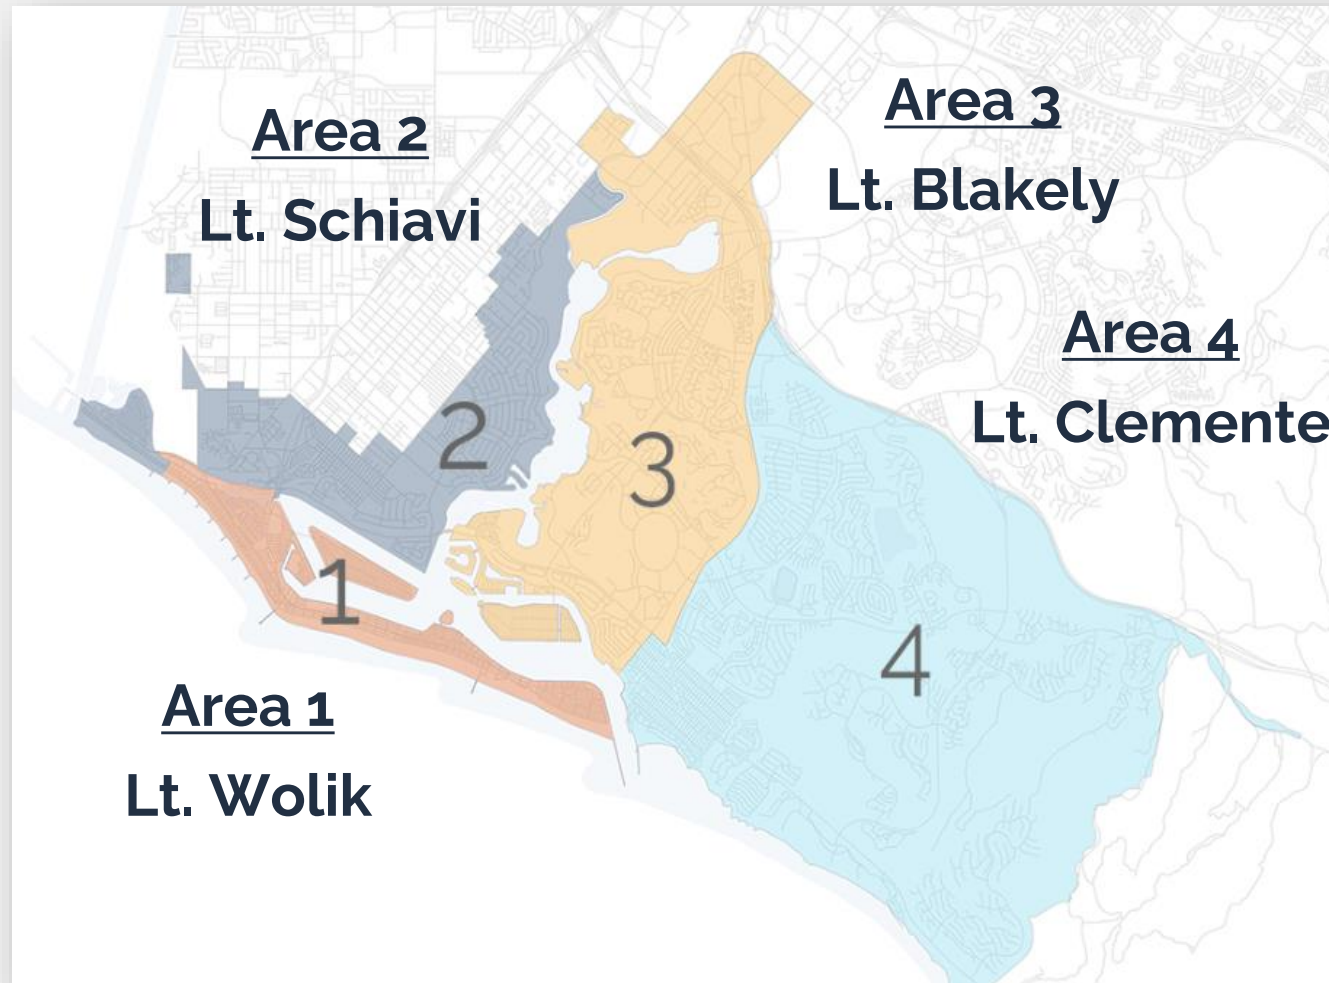 Area 2
Lt. Schiavi
Area 3
Lt. Blakely
Area 4
Lt. Clemente
2
3
1
4
Area 1
Lt. Wolik